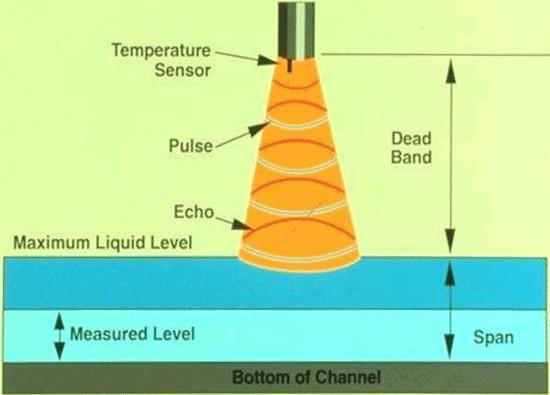 Temperature
Sensor
Pulse
Dead
Band
Echo
Maximum Liquid Level
Measured Level
Span
Bottom of Channel